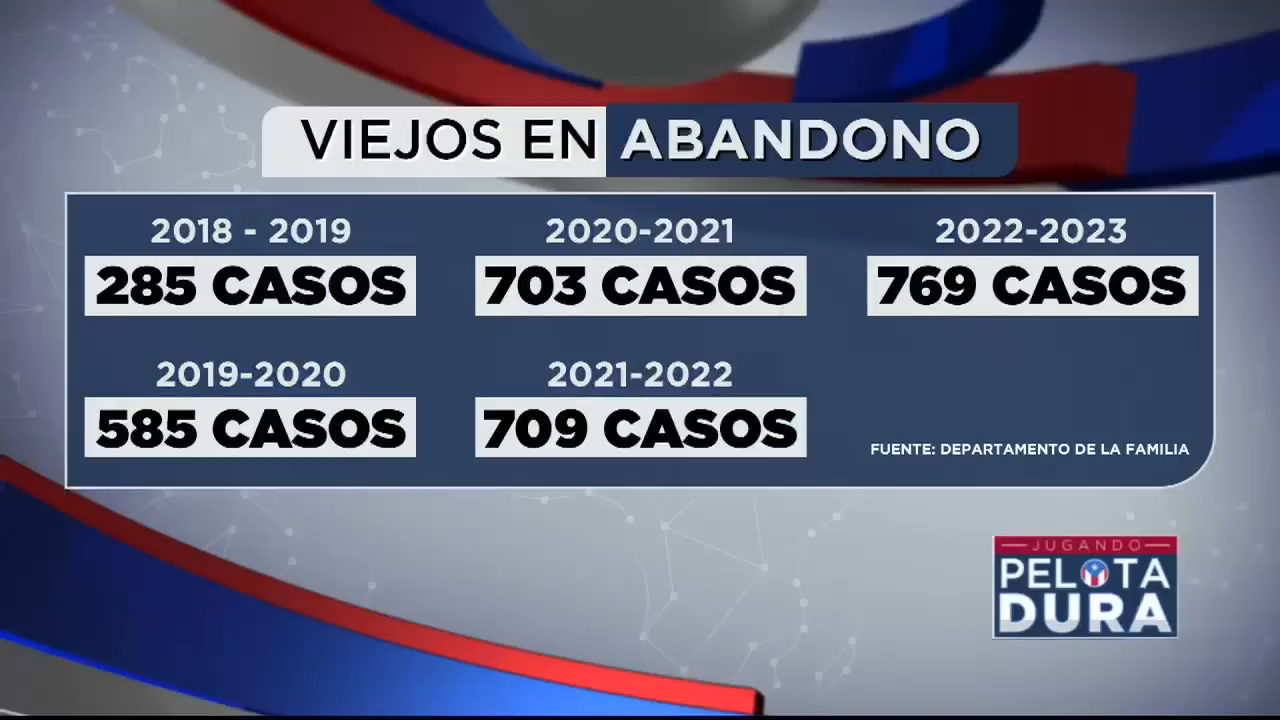 VIEJOS EN ABANDONO
2018 - 2019
285 CASOS
2019-2020
585 CASOS
2020-2021
703 CASOS
2021-2022
709 CASOS
2022-2023
769 CASOS
FUENTE: DEPARTAMENTO DE LA FAMILIA
JUGANDO
PELOTA
DURA